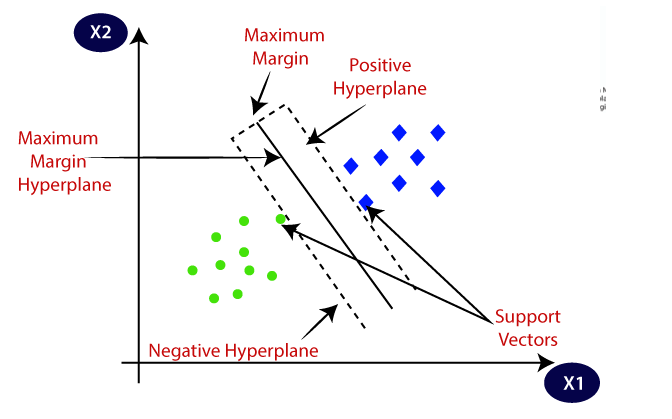 X2
Maximum
Margin
Positive
Hyperplane
Maximum
Margin
Hyperplane
Support
Vectors
Negative Hyperplane
X1